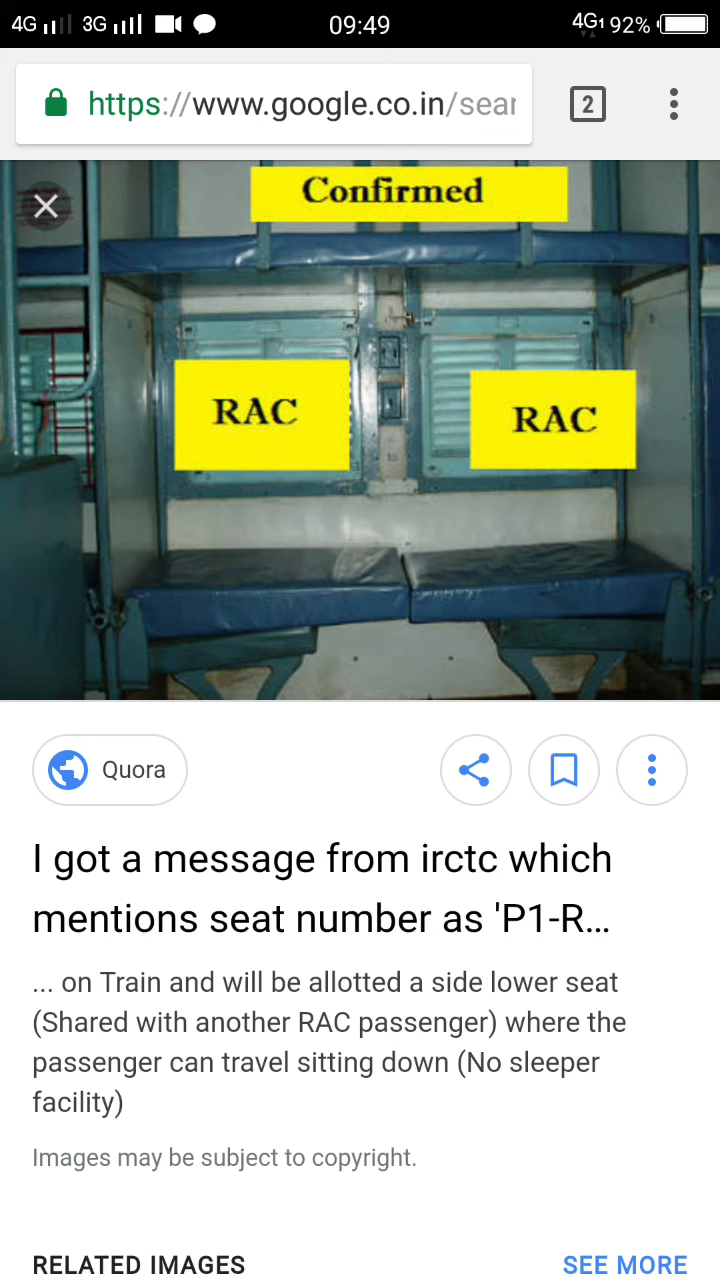 4G 3G 09:49 4G1 92%
https://www.google.co.in/sear
2
Confirmed
RAC
RAC
Quora
I got a message from irctc which
mentions seat number as 'P1-R...
... on Train and will be allotted a side lower seat
(Shared with another RAC passenger) where the
passenger can travel sitting down (No sleeper
facility)
Images may be subject to copyright.
RELATED IMAGES SEE MORE